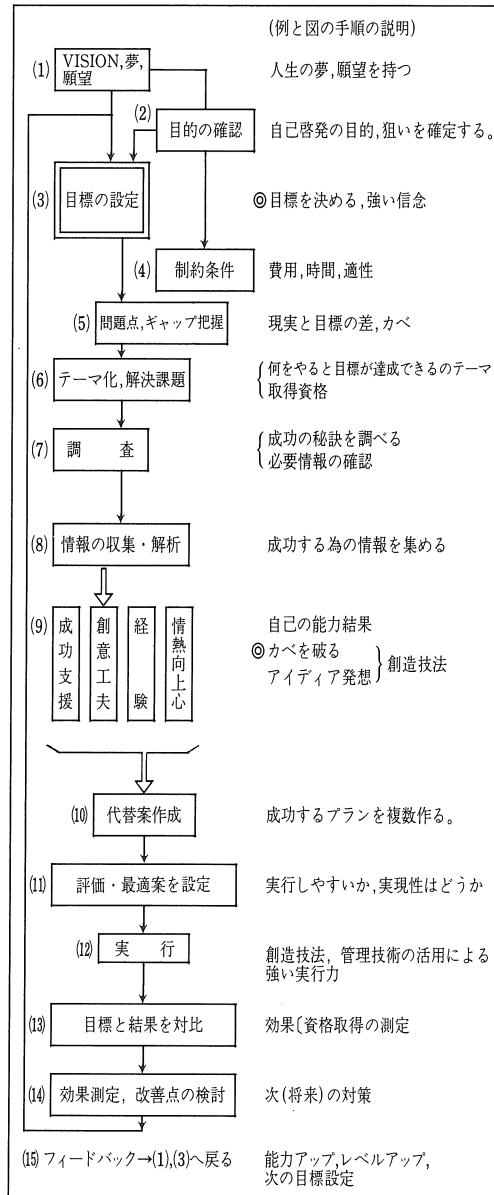 (例と図の手順の説明)
(1) VISION,夢,
願望
人生の夢,願望を持つ
(2) 目的の確認
自己啓発の目的,狙いを確定する。
(3) 目標の設定
◎目標を決める,強い信念
(4) 制約条件
費用,時間,適性
(5) 問題点,ギャップ把握
現実と目標の差,カベ
(6) テーマ化,解決課題
何をやると目標が達成できるのテーマ
取得資格
(7) 調 査
成功の秘訣を調べる
必要情報の確認
(8) 情報の収集・解析
成功する為の情報を集める
(9) 成功支援
創意工夫
経験
情熱向上心
自己の能力結果
◎カベを破る
アイディア発想
創造技法
(10) 代替案作成
成功するプランを複数作る。
(11) 評価・最適案を設定
実行しやすいか,実現性はどうか
(12) 実 行
創造技法, 管理技術の活用による
強い実行力
(13) 目標と結果を対比
効果〔資格取得の測定
(14) 効果測定, 改善点の検討
次(将来)の対策
(15) フィードバック→(1),(3)へ戻る
能力アップ,レベルアップ,
次の目標設定